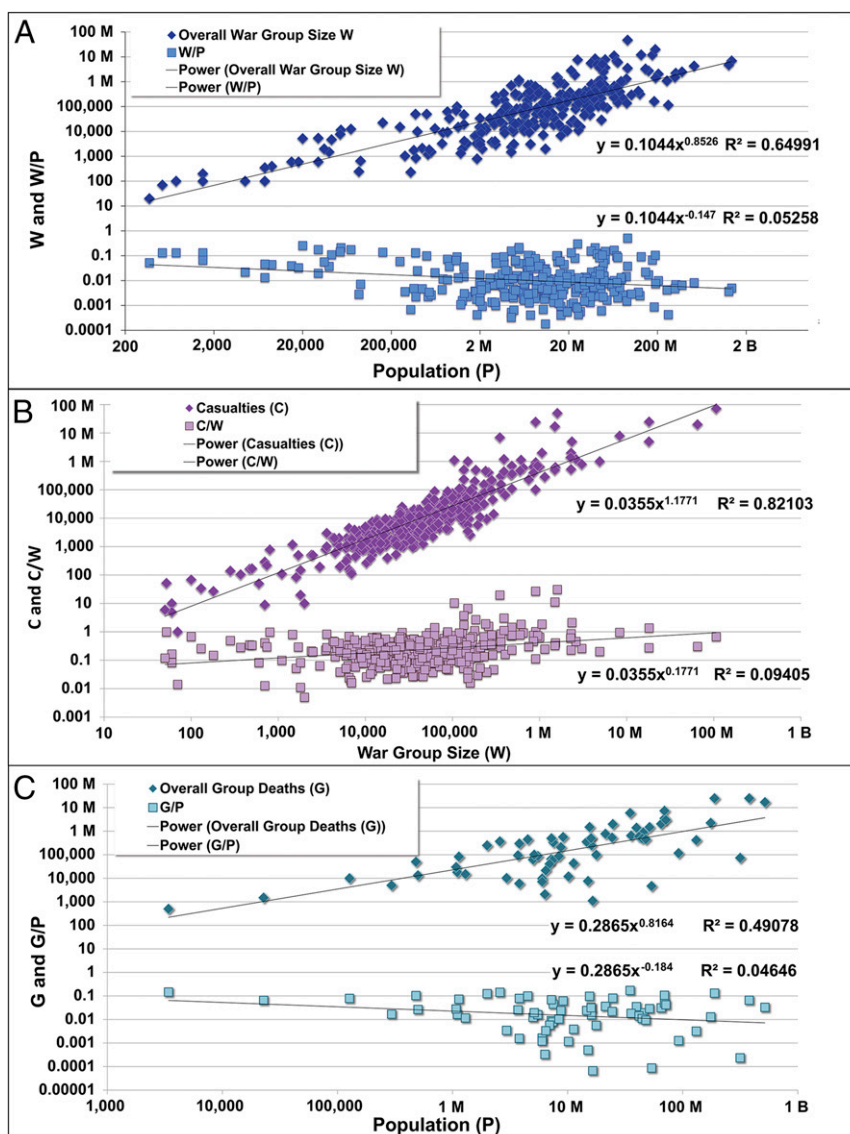 A
Overall War Group Size W
W/P
Power (Overall War Group Size W)
Power (W/P)
W and W/P
100 M
10 M
1 M
100,000
10,000
1,000
100
10
1
0.1
0.01
0.001
0.0001
y = 0.1044x^0.8526 R² = 0.64991
y = 0.1044x^-0.147 R² = 0.05258
200 2,000 20,000 200,000 2 M 20 M 200 M 2 B
Population (P)
B
Casualties (C)
C/W
Power (Casualties (C))
Power (C/W)
C and C/W
100 M
10 M
1 M
100,000
10,000
1,000
100
10
1
0.1
0.01
0.001
y = 0.0355x^1.1771 R² = 0.82103
y = 0.0355x^0.1771 R² = 0.09405
10 100 1,000 10,000 100,000 1 M 10 M 100 M 1 B
War Group Size (W)
C
Overall Group Deaths (G)
G/P
Power (Overall Group Deaths (G))
Power (G/P)
G and G/P
100 M
10 M
1 M
100,000
10,000
1,000
100
10
1
0.1
0.01
0.001
0.0001
0.00001
y = 0.2865x^0.8164 R² = 0.49078
y = 0.2865x^-0.184 R² = 0.04646
1,000 10,000 100,000 1 M 10 M 100 M 1 B
Population (P)